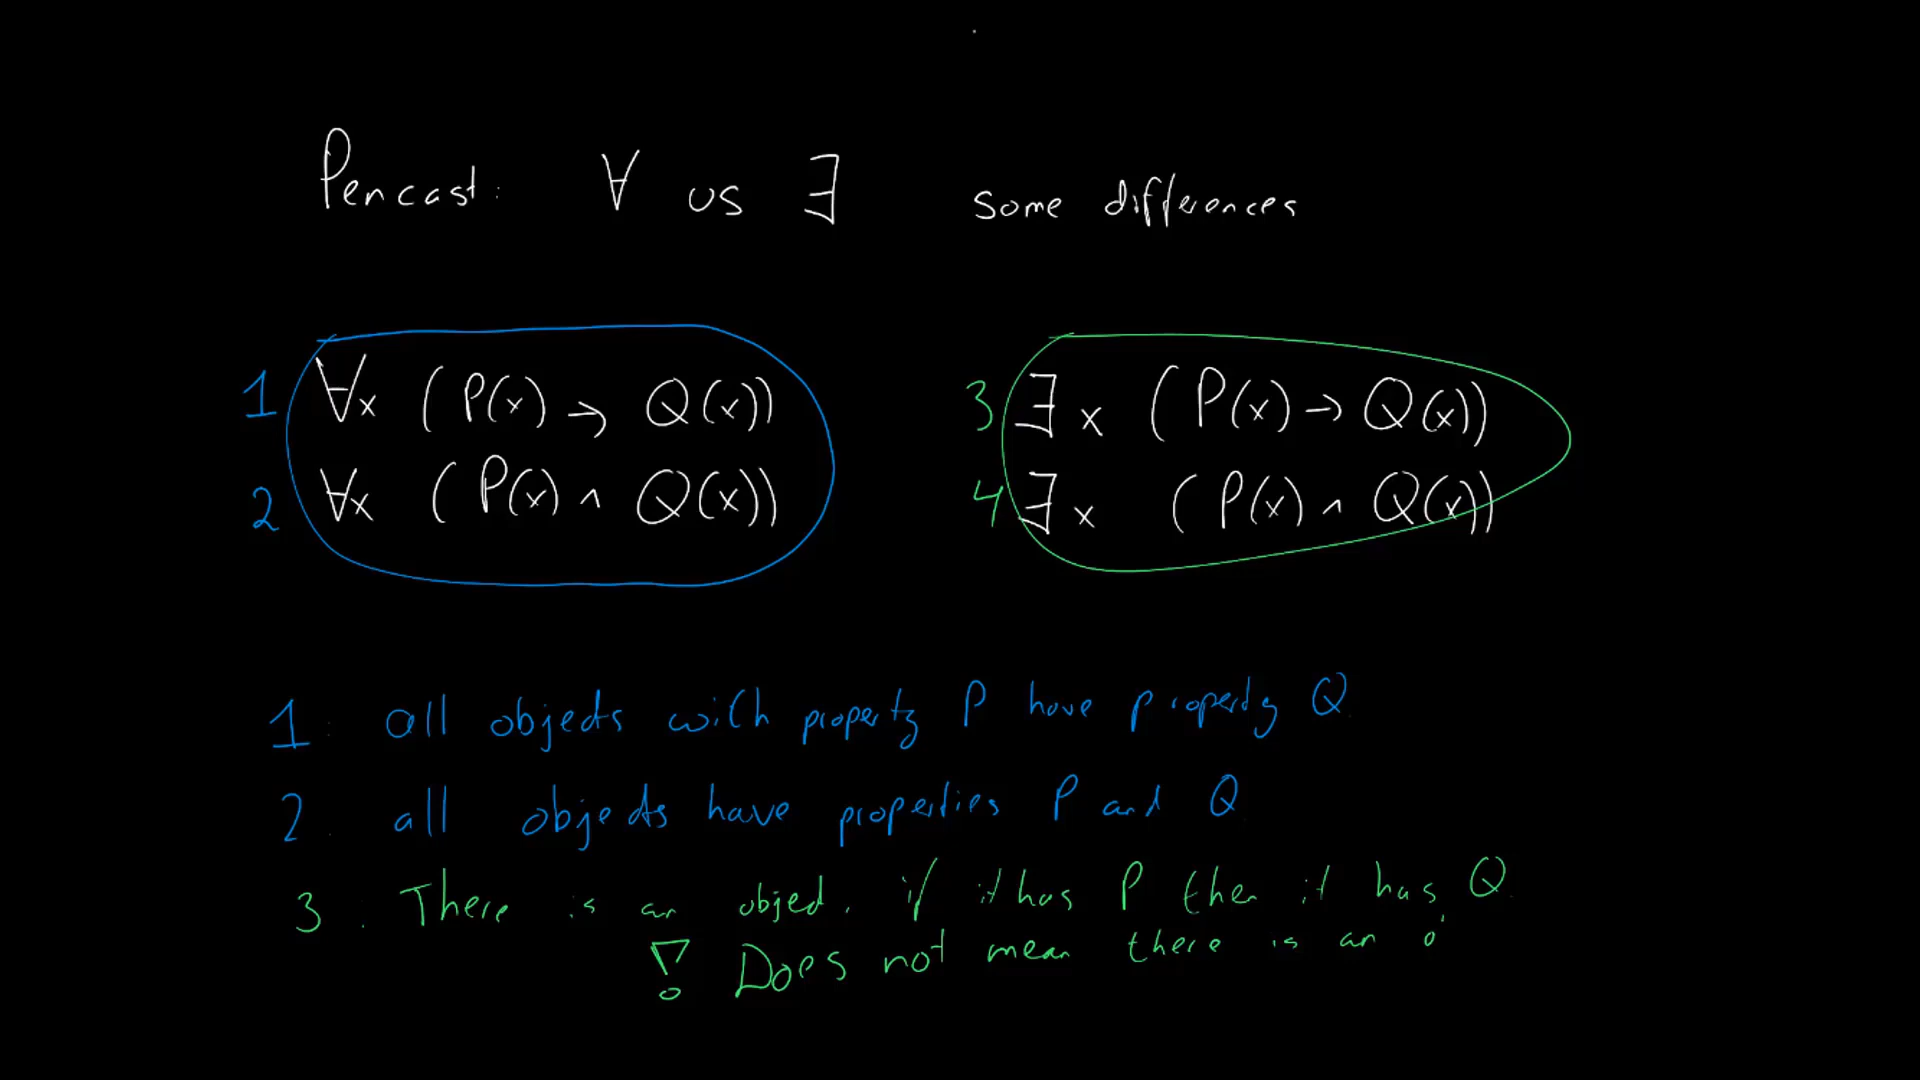 Pencast: ∀ vs ∃ some differences
1 ∀x (P(x) → Q(x))
2 ∀x (P(x) ∧ Q(x))
3 ∃x (P(x) → Q(x))
4 ∃x (P(x) ∧ Q(x))
1: all objects with property P have property Q.
2. all objects have properties P and Q.
3. There is an object. if it has P then it has Q.
! Does not mean there is an o